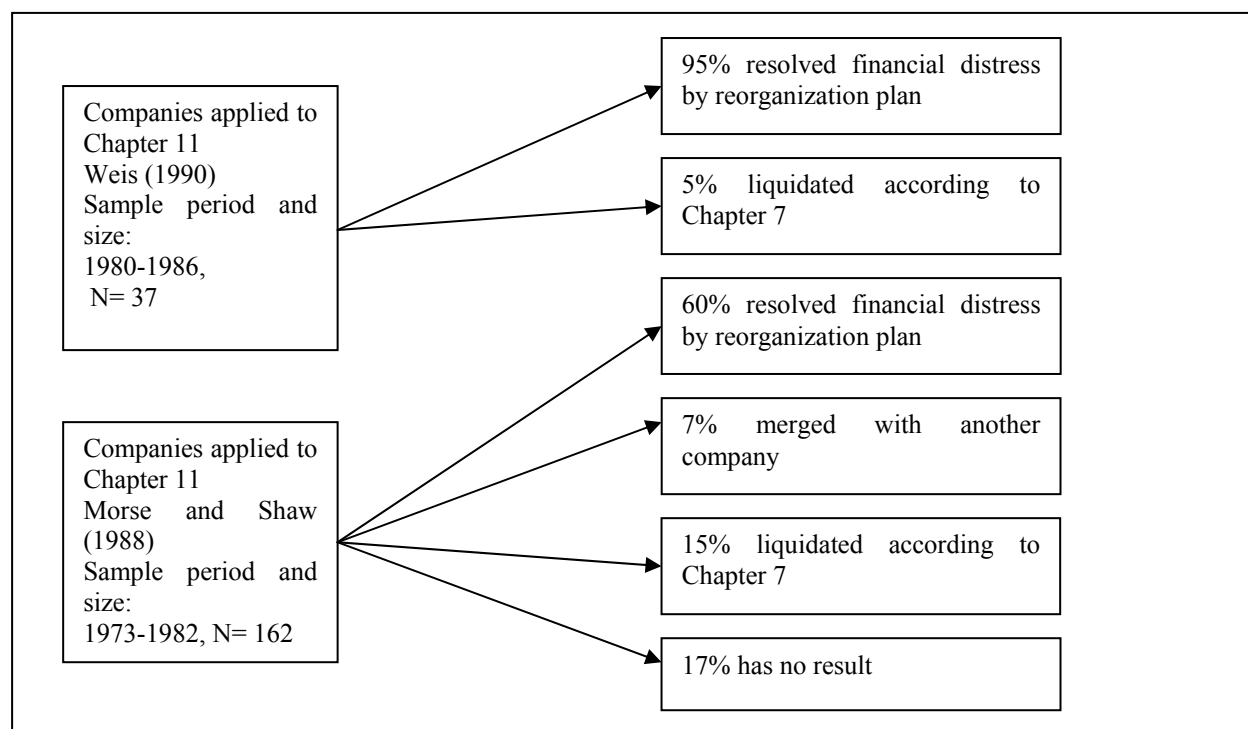 Companies applied to
Chapter 11
Weis (1990)
Sample period and
size:
1980-1986,
N= 37
95% resolved financial distress
by reorganization plan
5% liquidated according to
Chapter 7
Companies applied to
Chapter 11
Morse and Shaw
(1988)
Sample period and
size:
1973-1982, N= 162
60% resolved financial distress
by reorganization plan
7% merged with another
company
15% liquidated according to
Chapter 7
17% has no result